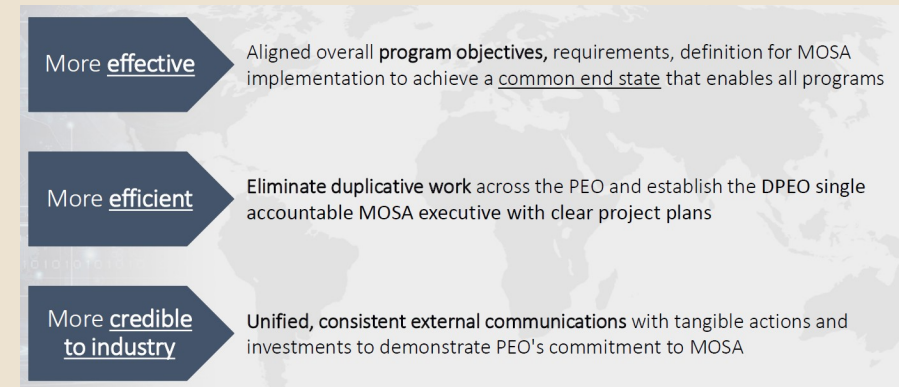 More effective
Aligned overall program objectives, requirements, definition for MOSA
implementation to achieve a common end state that enables all programs
More efficient
Eliminate duplicative work across the PEO and establish the DPEO single
accountable MOSA executive with clear project plans
More credible
to industry
Unified, consistent external communications with tangible actions and
investments to demonstrate PEO's commitment to MOSA